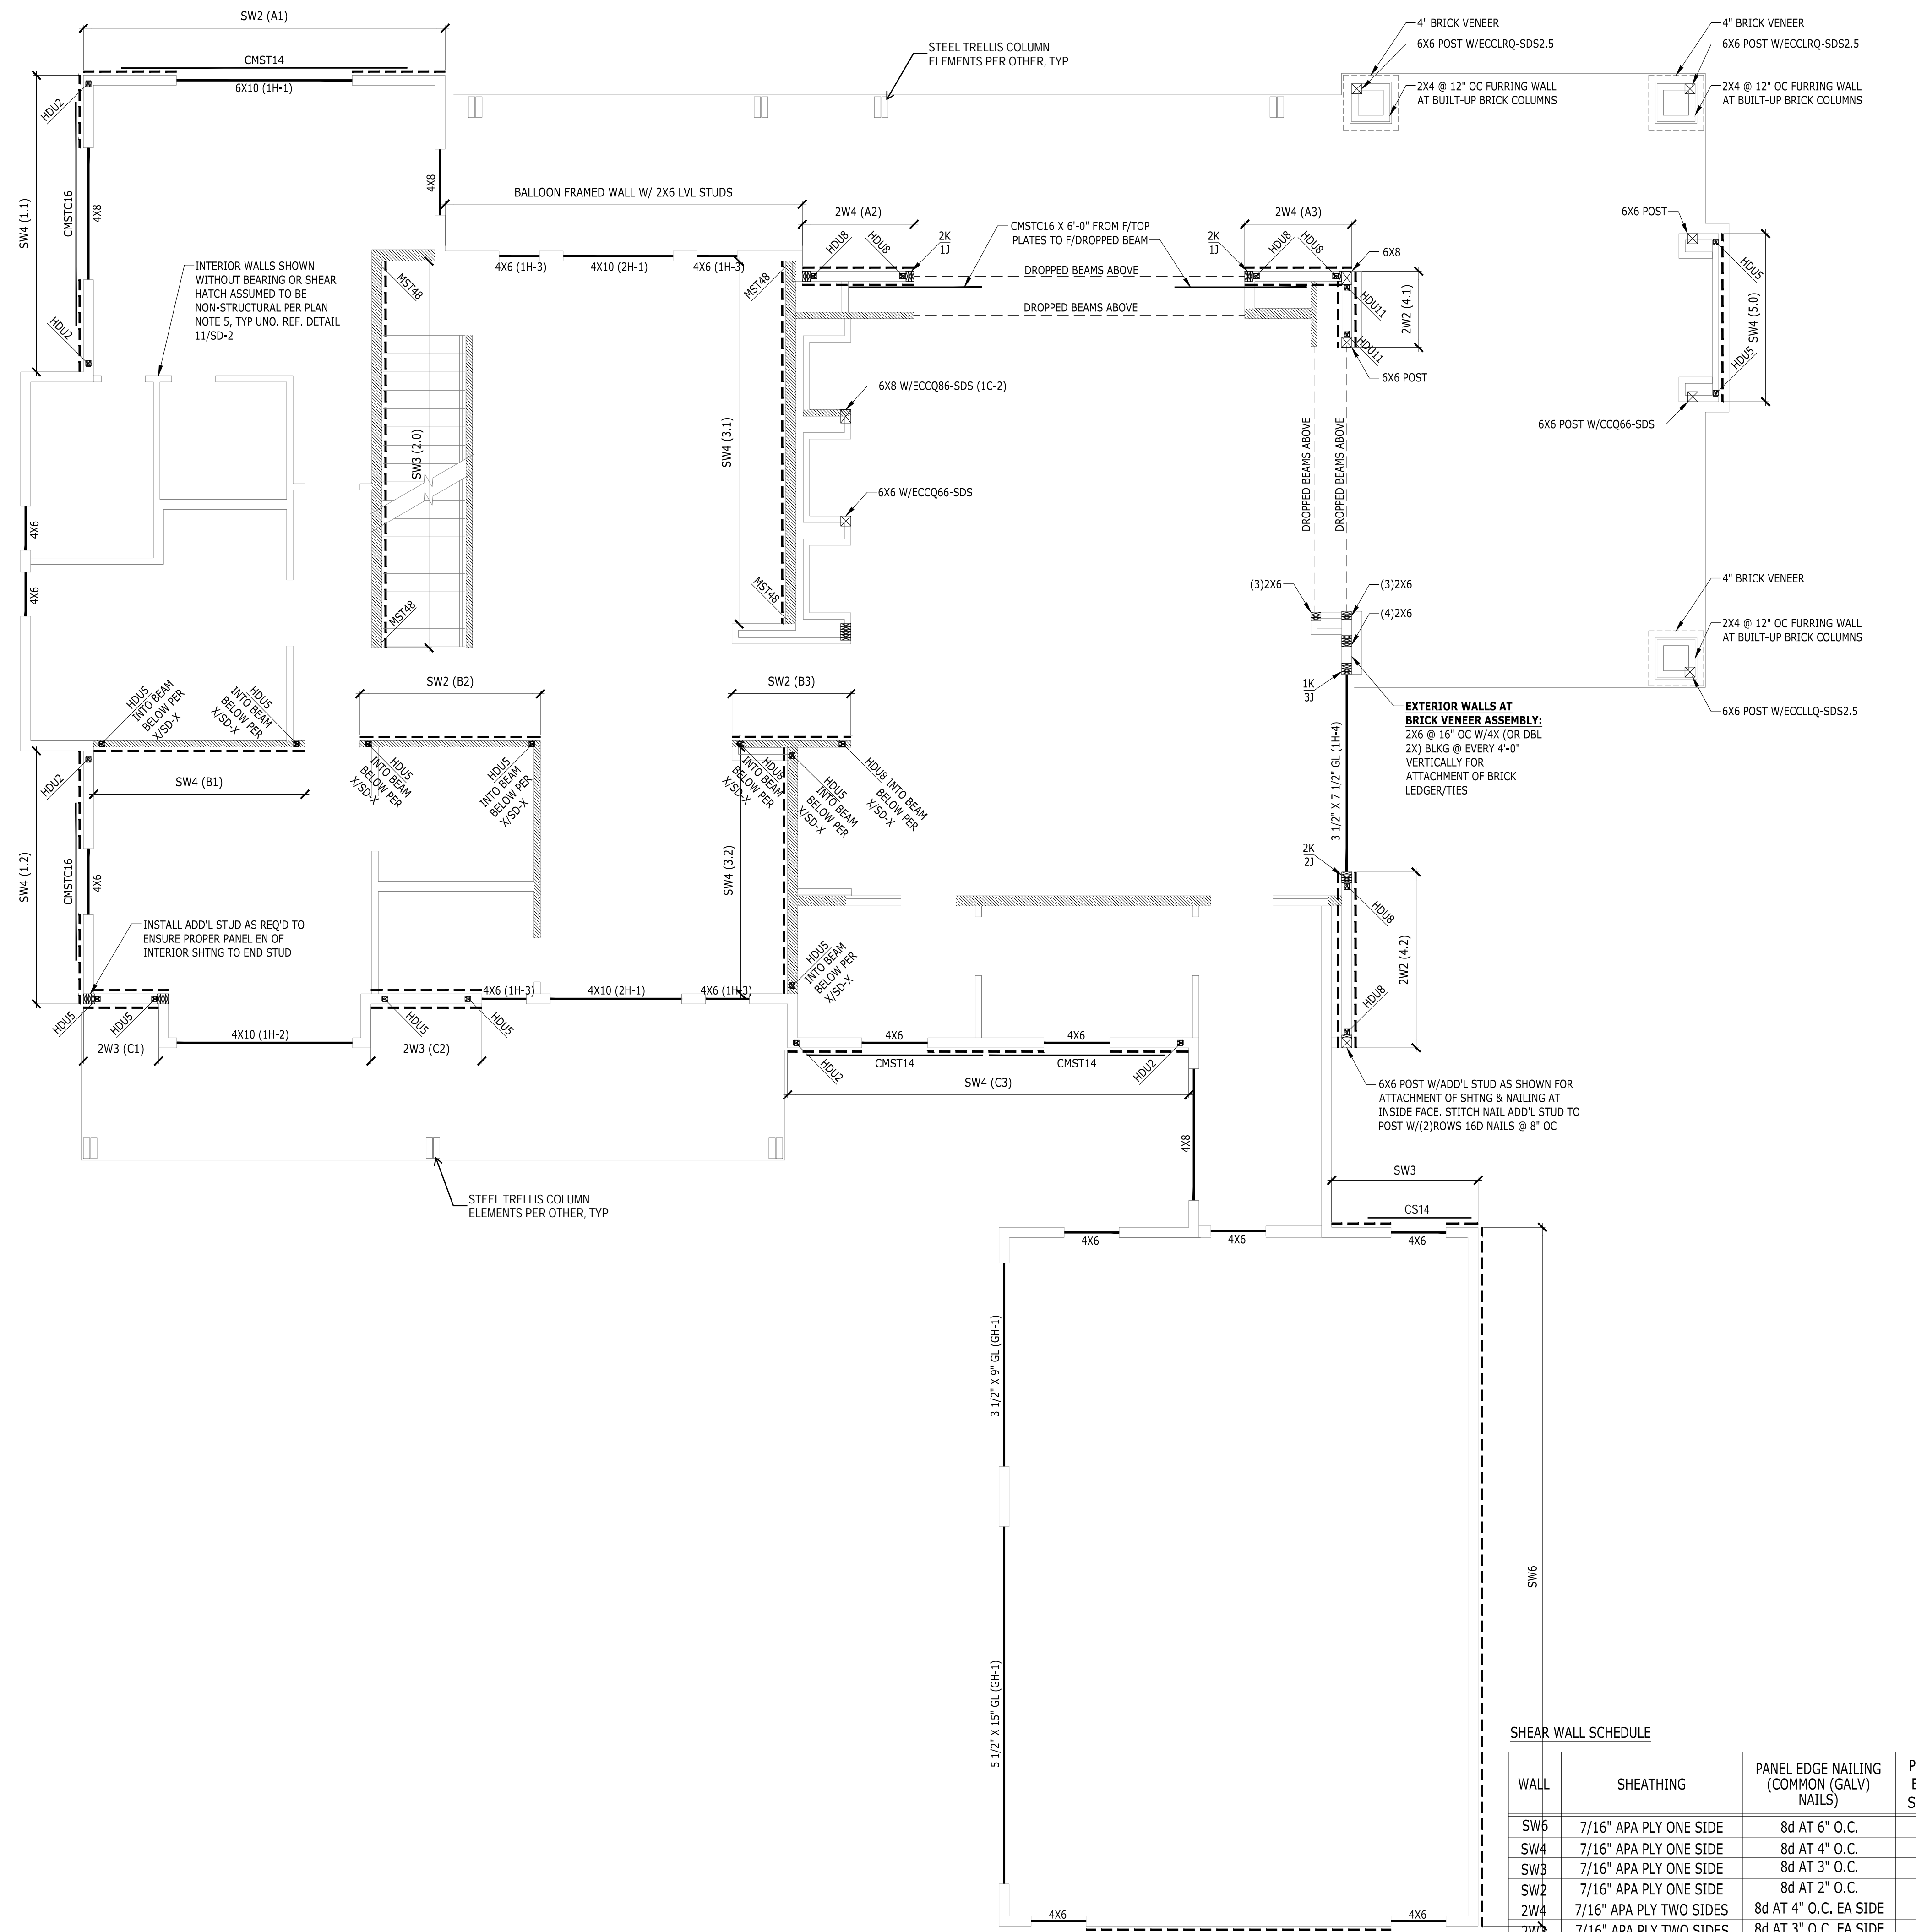 SW2 (A1)
CMST14
6X10 (1H-1)
HDU2
SW4 (1.1)
CMSTC16
4X8
HDU2
4X8
STEEL TRELLIS COLUMN
ELEMENTS PER OTHER, TYP
4" BRICK VENEER
6X6 POST W/ECCLRQ-SDS2.5
2X4 @ 12" OC FURRING WALL
AT BUILT-UP BRICK COLUMNS
4" BRICK VENEER
6X6 POST W/ECCLRQ-SDS2.5
2X4 @ 12" OC FURRING WALL
AT BUILT-UP BRICK COLUMNS
BALLOON FRAMED WALL W/ 2X6 LVL STUDS
4X6 (1H-3)
4X10 (2H-1)
4X6 (1H-3)
2W4 (A2)
HDU8
HDU8
2K
1J
CMSTC16 X 6'-0" FROM F/TOP
PLATES TO F/DROPPED BEAM
DROPPED BEAMS ABOVE
DROPPED BEAMS ABOVE
2W4 (A3)
2K
1J
HDU8
HDU8
6X8
HDU11
HDU11
2W2 (4.1)
6X6 POST
6X6 POST
HDU5
SW4 (5.0)
HDU5
6X6 POST W/CCQ66-SDS
INTERIOR WALLS SHOWN
WITHOUT BEARING OR SHEAR
HATCH ASSUMED TO BE
NON-STRUCTURAL PER PLAN
NOTE 5, TYP UNO. REF. DETAIL
11/SD-2
MST48
MST48
SW3 (2.0)
MST48
SW4 (3.1)
MST48
6X8 W/ECCQ86-SDS (1C-2)
6X6 W/ECCQ66-SDS
DROPPED BEAMS ABOVE
DROPPED BEAMS ABOVE
4X6
4X6
(3)2X6
(3)2X6
(4)2X6
1K
3J
4" BRICK VENEER
2X4 @ 12" OC FURRING WALL
AT BUILT-UP BRICK COLUMNS
6X6 POST W/ECCLLQ-SDS2.5
EXTERIOR WALLS AT
BRICK VENEER ASSEMBLY:
2X6 @ 16" OC W/4X (OR DBL
2X) BLKG @ EVERY 4'-0"
VERTICALLY FOR
ATTACHMENT OF BRICK
LEDGER/TIES
3 1/2" X 7 1/2" GL (1H-4)
HDU5
INTO BEAM
BELOW PER
X/SD-X
HDU5
INTO BEAM
BELOW PER
X/SD-X
SW2 (B2)
SW2 (B3)
HDU2
SW4 (B1)
HDU5
INTO BEAM
BELOW PER
X/SD-X
HDU5
INTO BEAM
BELOW PER
X/SD-X
HDU8
INTO BEAM
BELOW PER
X/SD-X
HDU5
INTO BEAM
BELOW PER
X/SD-X
HDU8 INTO BEAM
BELOW PER
X/SD-X
SW4 (1.2)
CMSTC16
4X6
SW4 (3.2)
2K
2J
HDU8
2W2 (4.2)
HDU8
INSTALL ADD'L STUD AS REQ'D TO
ENSURE PROPER PANEL EN OF
INTERIOR SHTNG TO END STUD
HDU5
INTO BEAM
BELOW PER
X/SD-X
HDU5
HDU5
2W3 (C1)
4X10 (1H-2)
HDU5
HDU5
2W3 (C2)
4X6 (1H-3)
4X10 (2H-1)
4X6 (1H-3)
4X6
4X6
HDU2
CMST14
CMST14
HDU2
SW4 (C3)
6X6 POST W/ADD'L STUD AS SHOWN FOR
ATTACHMENT OF SHTNG & NAILING AT
INSIDE FACE. STITCH NAIL ADD'L STUD TO
POST W/(2)ROWS 16D NAILS @ 8" OC
4X8
STEEL TRELLIS COLUMN
ELEMENTS PER OTHER, TYP
SW3
CS14
4X6
4X6
4X6
3 1/2" X 9" GL (GH-1)
5 1/2" X 15" GL (GH-1)
SW6
4X6
4X6
SHEAR WALL SCHEDULE
WALL SHEATHING PANEL EDGE NAILING (COMMON (GALV) NAILS)
SW6 7/16" APA PLY ONE SIDE 8d AT 6" O.C.
SW4 7/16" APA PLY ONE SIDE 8d AT 4" O.C.
SW3 7/16" APA PLY ONE SIDE 8d AT 3" O.C.
SW2 7/16" APA PLY ONE SIDE 8d AT 2" O.C.
2W4 7/16" APA PLY TWO SIDES 8d AT 4" O.C. EA SIDE
2W3 7/16" APA PLY TWO SIDES 8d AT 3" O.C. EA SIDE